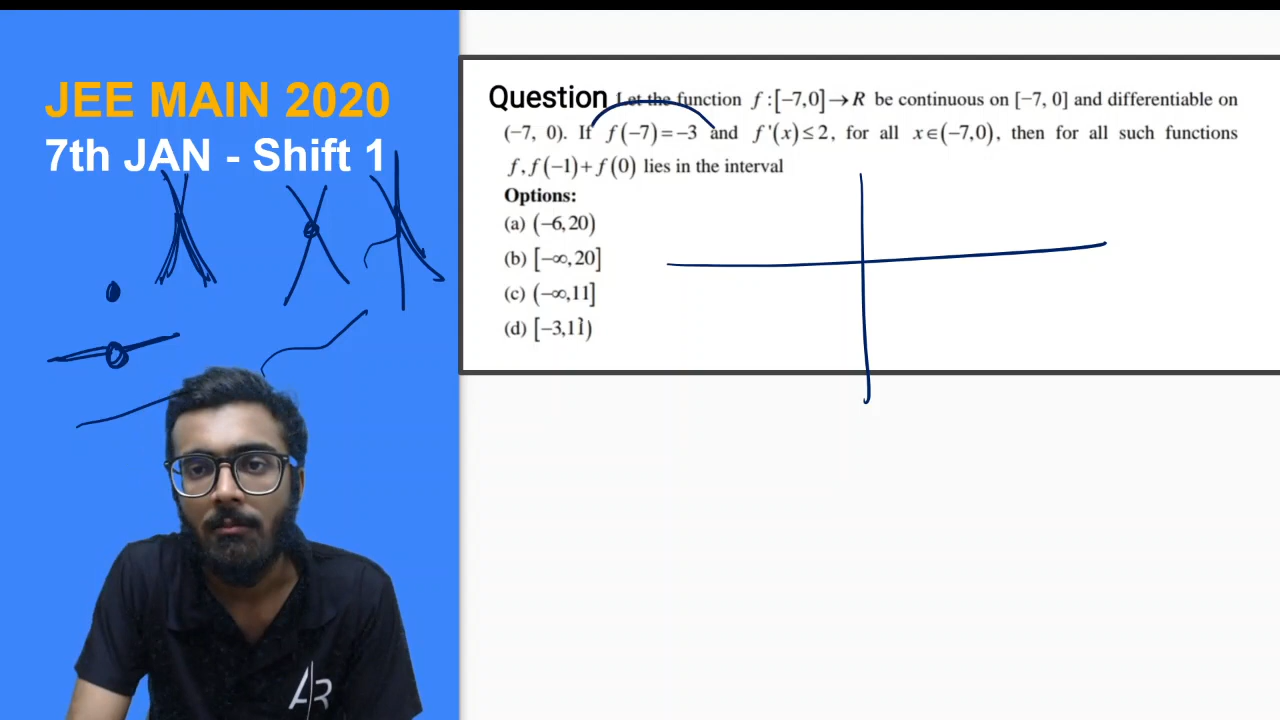 JEE MAIN 2020
7th JAN - Shift 1
Question Let the function f :[−7,0]→R be continuous on [−7, 0] and differentiable on
(−7, 0). If f(−7)=−3 and f '(x)≤2, for all x∈(−7,0), then for all such functions
f, f(−1)+f(0) lies in the interval
Options:
(a) (−6,20)
(b) [−∞,20]
(c) (−∞,11]
(d) [−3,11)